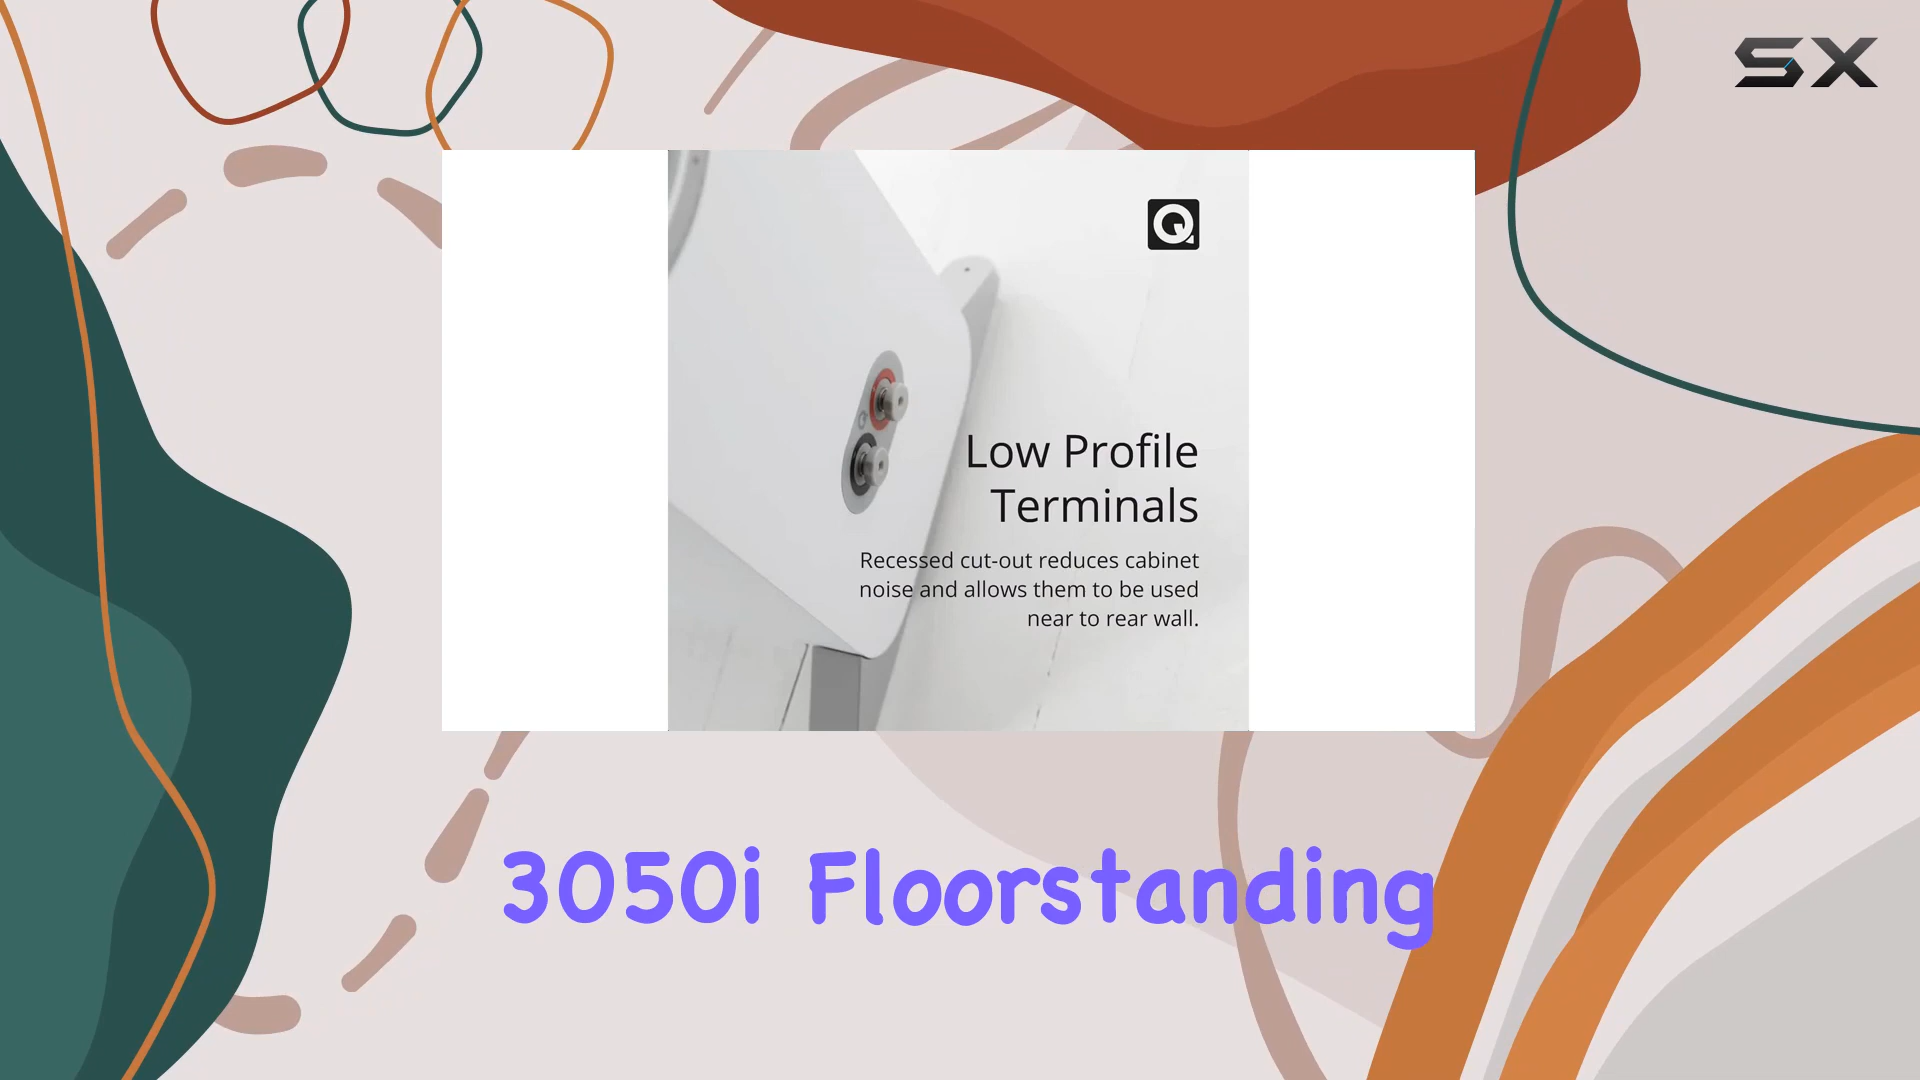 SX
Q
Low Profile
Terminals
Recessed cut-out reduces cabinet
noise and allows them to be used
near to rear wall.
3050i Floorstanding